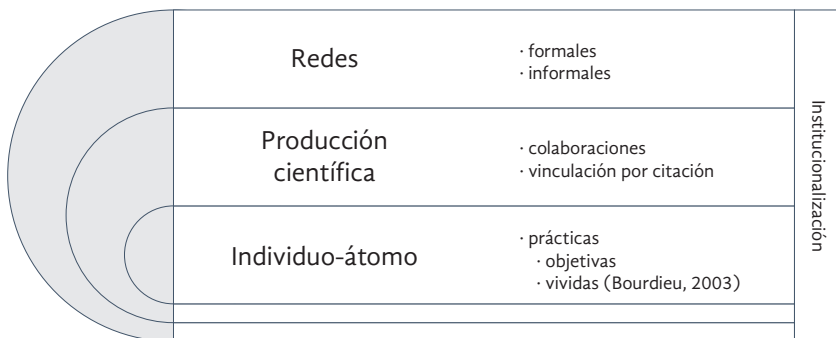 Redes
· formales
· informales
Producción
científica
· colaboraciones
· vinculación por citación
Individuo-átomo
· prácticas
· objetivas
· vividas (Bourdieu, 2003)
Institucionalización